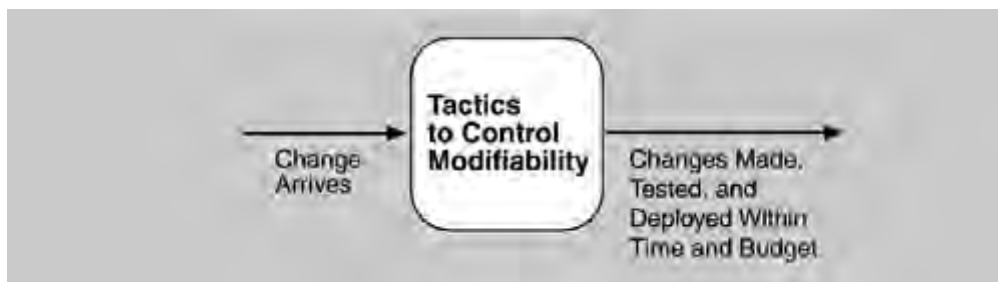 Tactics
to Control
Modifiability
Change
Arrives
Changes Made,
Tested, and
Deployed Within
Time and Budget